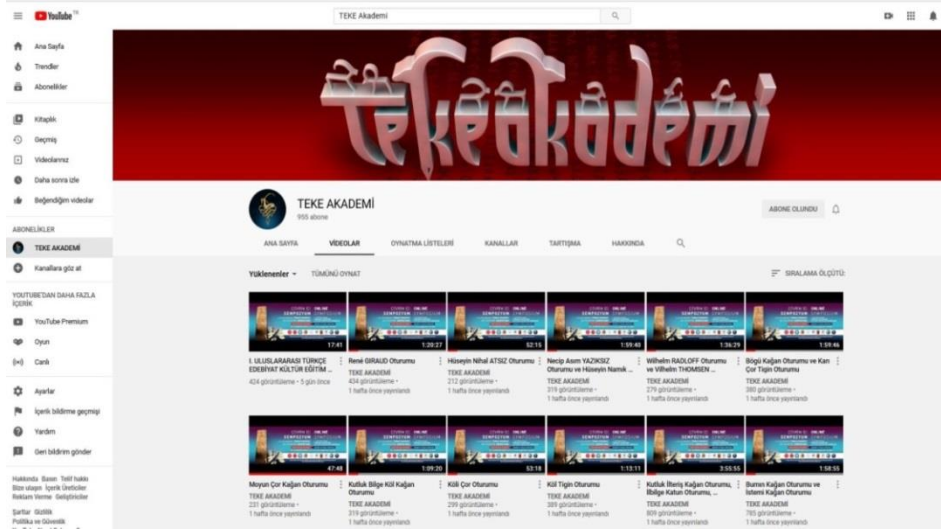 YouTube TR
TEKE Akademi
Ana Sayfa
Trendler
Abonelikler
Kitaplık
Geçmiş
Videolarınız
Daha sonra izle
Beğendiğim videolar
ABONELİKLER
TEKE AKADEMİ
Kanallara göz at
YOUTUBE'DAN DAHA FAZLA
İÇERİK
YouTube Premium
Oyun
Canlı
Ayarlar
İçerik bildirme geçmişi
Yardım
Geri bildirim gönder
Hakkında Basın Telif hakkı
Bize ulaşın İçerik Üreticiler
Reklam Verme Geliştiriciler
Şartlar Gizlilik
Politika ve Güvenlik
tekeakademi
TEKE AKADEMİ
955 abone
ABONE OLUNDU
ANA SAYFA VİDEOLAR OYNATMA LİSTELERİ KANALLAR TARTIŞMA HAKKINDA
Yüklenenler TÜMÜNÜ OYNAT
SIRALAMA ÖLÇÜTÜ:
17:41
I. ULUSLARARASI TÜRKÇE
EDEBİYAT KÜLTÜR EĞİTİM ...
424 görüntüleme • 5 gün önce
1:20:27
René GIRAUD Oturumu
TEKE AKADEMİ
434 görüntüleme •
1 hafta önce yayınlandı
52:15
Hüseyin Nihal ATSIZ Oturumu
TEKE AKADEMİ
212 görüntüleme •
1 hafta önce yayınlandı
1:59:40
Necip Asım YAZIKSIZ
Oturumu ve Hüseyin Namık ...
TEKE AKADEMİ
319 görüntüleme •
1 hafta önce yayınlandı
1:36:29
Wilhelm RADLOFF Oturumu
ve Vilhelm THOMSEN ...
TEKE AKADEMİ
279 görüntüleme •
1 hafta önce yayınlandı
1:59:46
Bögü Kağan Oturumu ve Kan
Çor Tigin Oturumu
TEKE AKADEMİ
380 görüntüleme •
1 hafta önce yayınlandı
47:48
Moyun Çor Kağan Oturumu
TEKE AKADEMİ
231 görüntüleme •
1 hafta önce yayınlandı
1:09:20
Kutluk Bilge Kül Kağan
Oturumu
TEKE AKADEMİ
319 görüntüleme •
1 hafta önce yayınlandı
53:18
Küli Çor Oturumu
TEKE AKADEMİ
299 görüntüleme •
1 hafta önce yayınlandı
1:13:11
Kül Tigin Oturumu
TEKE AKADEMİ
389 görüntüleme •
1 hafta önce yayınlandı
3:55:55
Kutluk İlteriş Kağan Oturumu,
İlbilge Katun Oturumu, ...
TEKE AKADEMİ
809 görüntüleme •
1 hafta önce yayınlandı
1:58:55
Bumın Kağan Oturumu ve
İstemi Kağan Oturumu
TEKE AKADEMİ
785 görüntüleme •
1 hafta önce yayınlandı